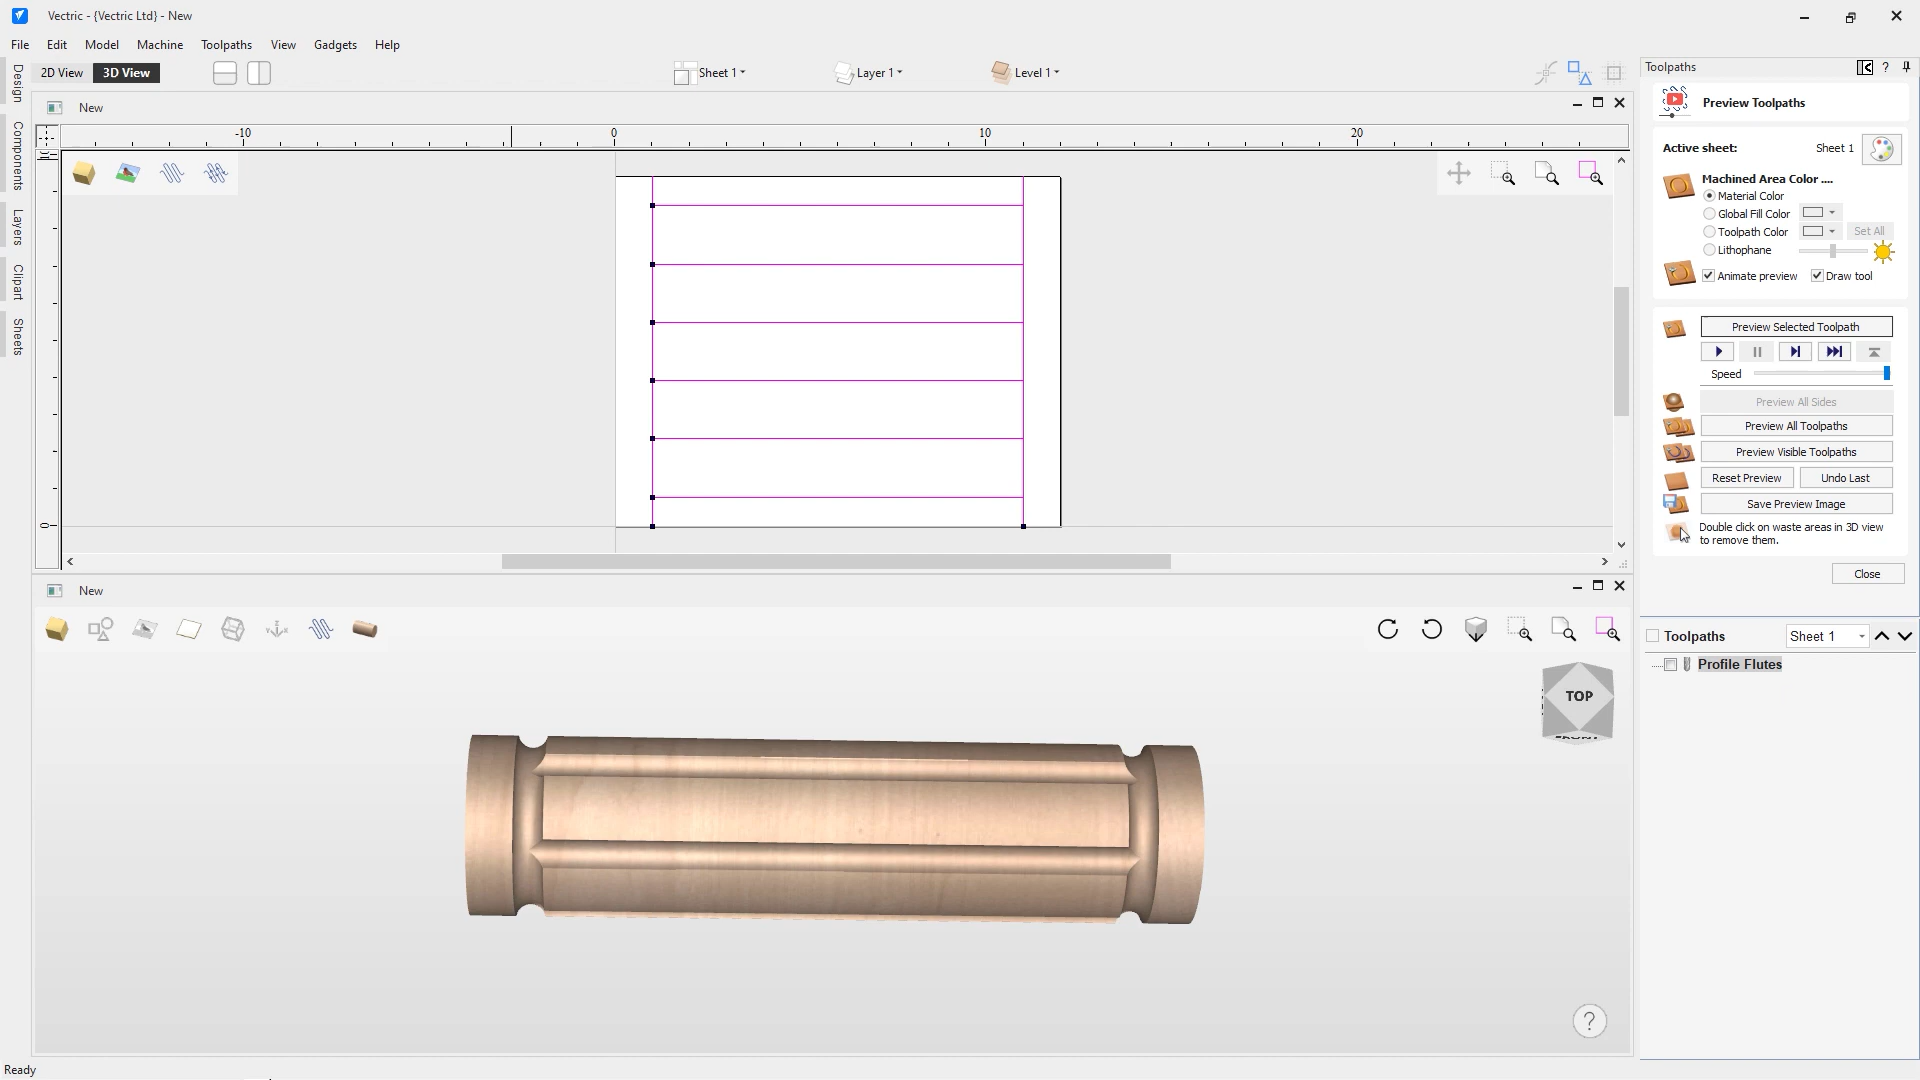 Vectric - {Vectric Ltd} - New
File Edit Model Machine Toolpaths View Gadgets Help
2D View 3D View Sheet 1 Layer 1 Level 1
Design
Components
Layers
Clipart
Sheets
New
-10 0 10 20
0
New
TOP
FRONT
?
Ready
Toolpaths ?
Preview Toolpaths
Active sheet: Sheet 1
Machined Area Color ....
Material Color
Global Fill Color
Toolpath Color Set All
Lithophane
Animate preview Draw tool
Preview Selected Toolpath
Speed
Preview All Sides
Preview All Toolpaths
Preview Visible Toolpaths
Reset Preview Undo Last
Save Preview Image
Double click on waste areas in 3D view
to remove them.
Close
Toolpaths Sheet 1
Profile Flutes